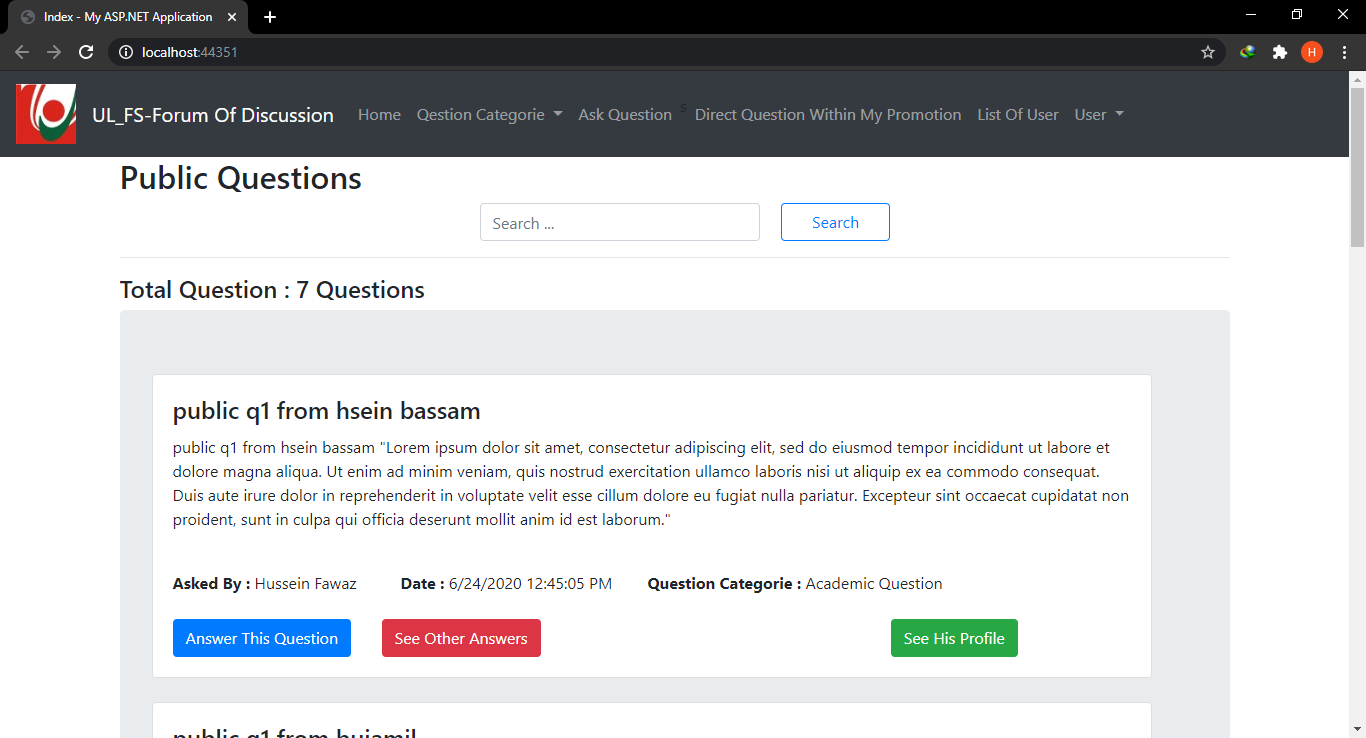 Index - My ASP.NET Application
localhost:44351
H
UL_FS-Forum Of Discussion
Home
Qestion Categorie
Ask Question
s
Direct Question Within My Promotion
List Of User
User
Public Questions
Search ...
Search
Total Question : 7 Questions
public q1 from hsein bassam
public q1 from hsein bassam "Lorem ipsum dolor sit amet, consectetur adipiscing elit, sed do eiusmod tempor incididunt ut labore et
dolore magna aliqua. Ut enim ad minim veniam, quis nostrud exercitation ullamco laboris nisi ut aliquip ex ea commodo consequat.
Duis aute irure dolor in reprehenderit in voluptate velit esse cillum dolore eu fugiat nulla pariatur. Excepteur sint occaecat cupidatat non
proident, sunt in culpa qui officia deserunt mollit anim id est laborum."
Asked By : Hussein Fawaz
Date : 6/24/2020 12:45:05 PM
Question Categorie : Academic Question
Answer This Question
See Other Answers
See His Profile
public q1 from